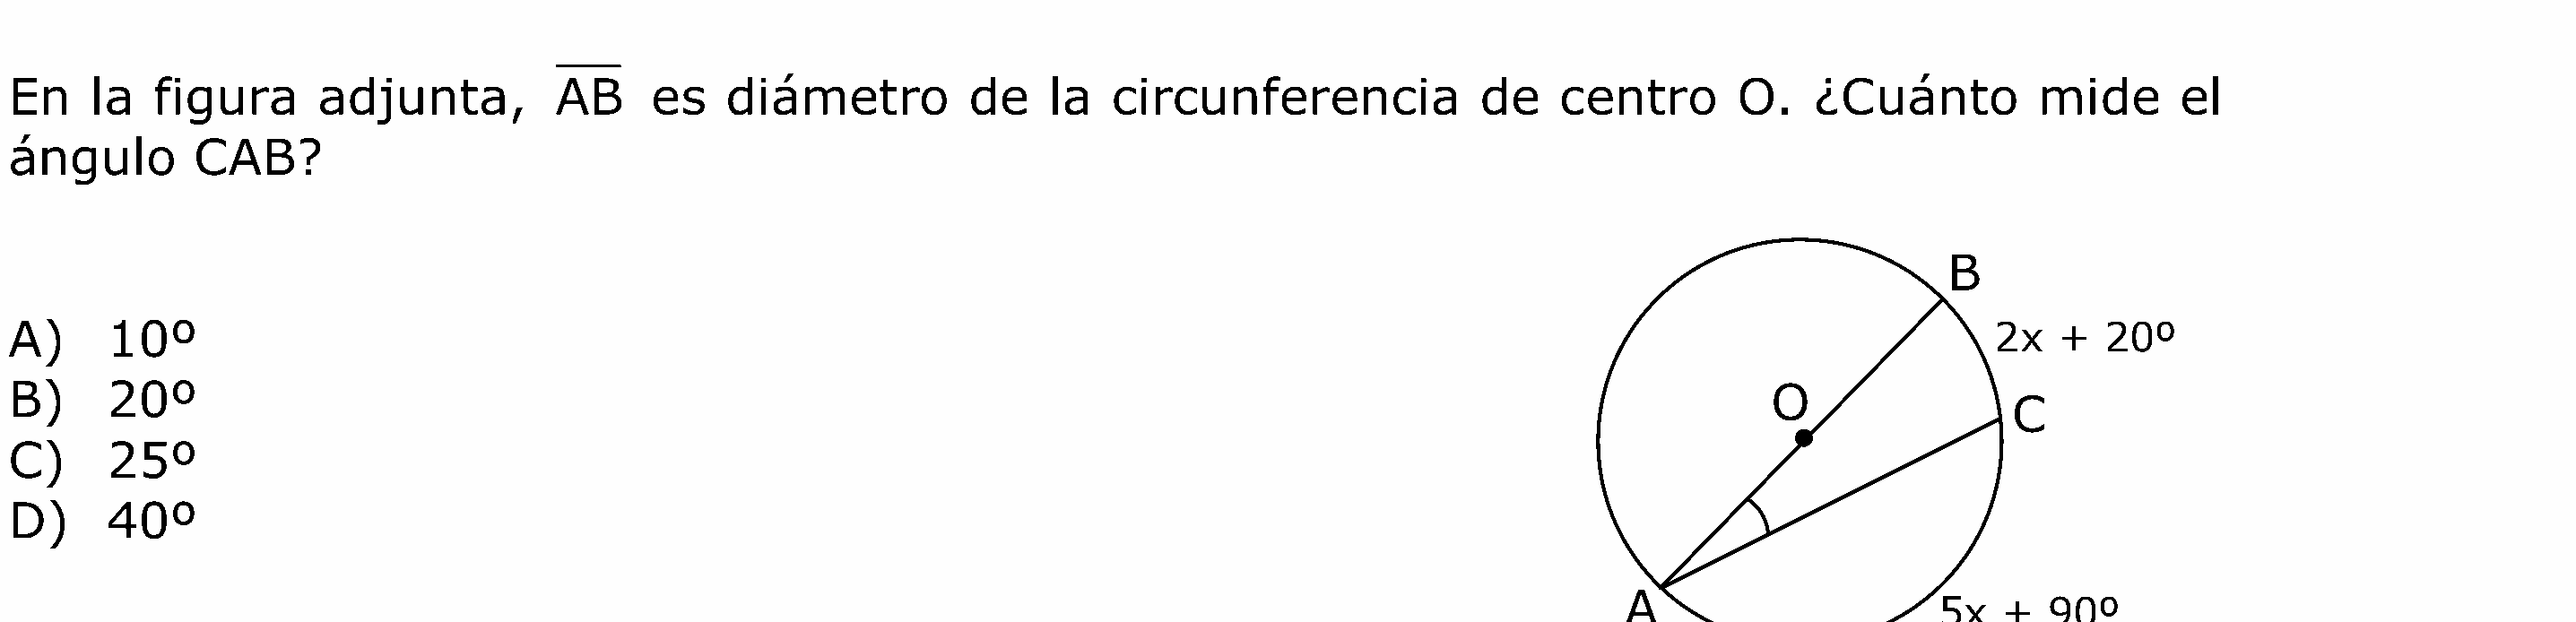 En la figura adjunta, AB es diámetro de la circunferencia de centro O. ¿Cuánto mide el
ángulo CAB?
A) 10º
B) 20º
C) 25º
D) 40º
B
2x + 20º
O
C
A
5x + 90º